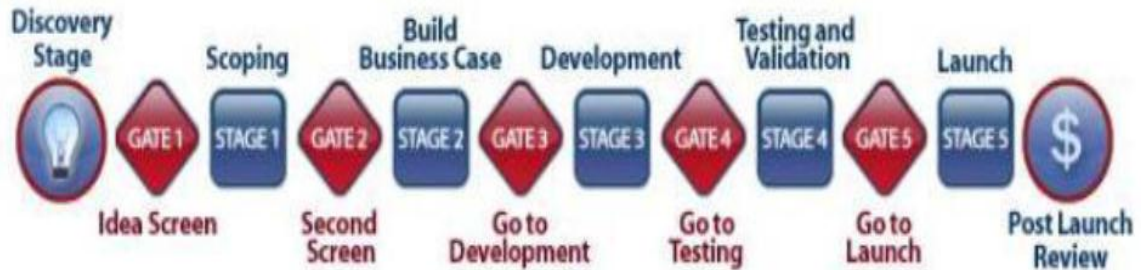 Discovery
Stage
Scoping
Build
Business Case
Development
Testing and
Validation
Launch
GATE 1
STAGE 1
GATE 2
STAGE 2
GATE 3
STAGE 3
GATE 4
STAGE 4
GATE 5
STAGE 5
$
Idea Screen
Second
Screen
Go to
Development
Go to
Testing
Go to
Launch
Post Launch
Review